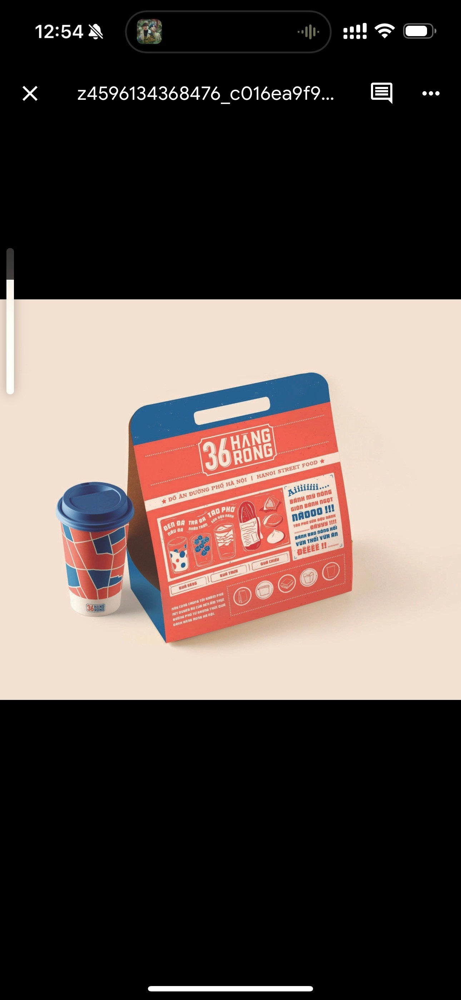 12:54
z4596134368476_c016ea9f9...
36 HÀNG
RONG
★ ĐỒ ĂN ĐƯỜNG PHỐ HÀ NỘI | HANOI STREET FOOD ★
ĐEN ĐÁ
NÂU ĐÁ
TRÀ ĐÁ
NHÂN TRẦN
TÀO PHỚ
SỮA ĐẬU NÀNH
Aiiiiiiii....
BÁNH MỲ NÓNG
GIÒN BÁNH NGỌT
NÀOOO !!!
TÀO PHỚ SỮA ĐẬU NÀNH
ĐÂYYY !!!!
BÁNH BAO NÓNG HỔI
VỪA THỔI VỪA ĂN
ĐÊÊÊÊ !!
QUÀ SÁNG
QUÀ TRƯA
QUÀ CHIỀU
HÃY CÙNG CHÚNG TÔI KHÁM PHÁ
NÉT QUYẾN RŨ CỦA NỀN ẨM THỰC
ĐƯỜNG PHỐ TỪ NHỮNG THỨC QUÀ
GÁNH HÀNG RONG HÀ NỘI.
36 HÀNG
RONG